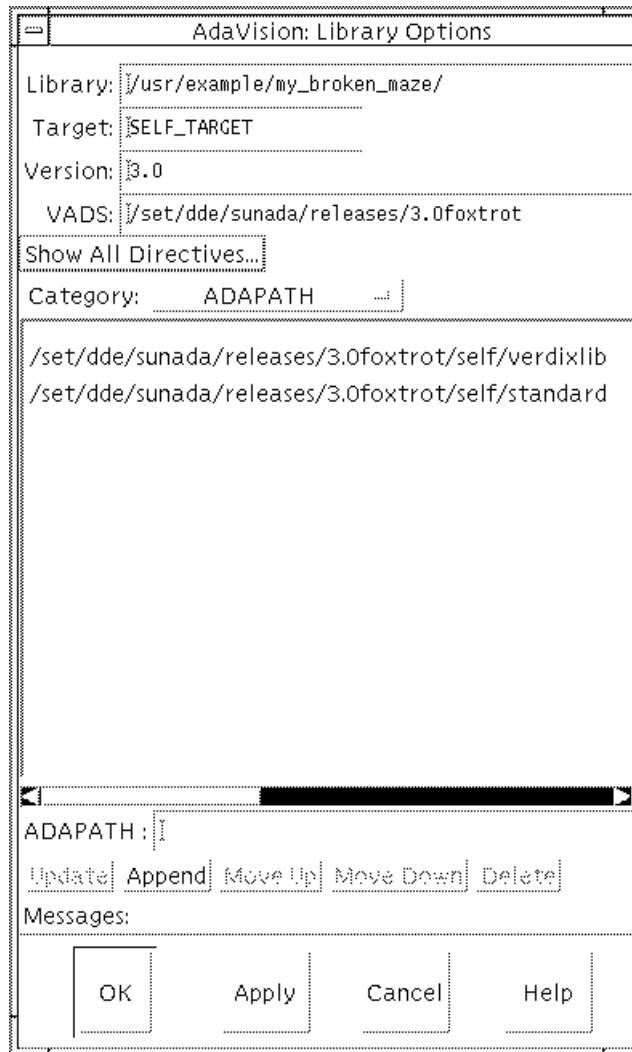 AdaVision: Library Options
Library: /usr/example/my_broken_maze/
Target: SELF_TARGET
Version: 3.0
VADS: /set/dde/sunada/releases/3.0foxtrot
Show All Directives...
Category: ADAPATH
/set/dde/sunada/releases/3.0foxtrot/self/verdixlib
/set/dde/sunada/releases/3.0foxtrot/self/standard
ADAPATH :
Update Append Move Up Move Down Delete
Messages:
OK Apply Cancel Help